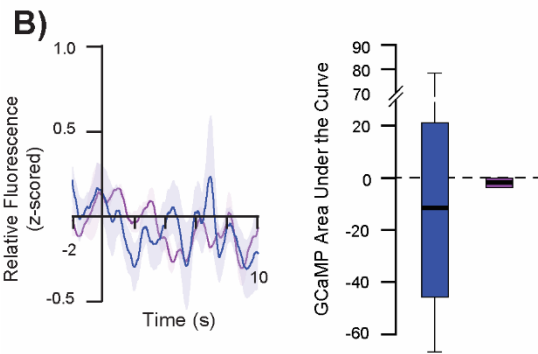 B)
Relative Fluorescence
(z-scored)
1.0
0.5
-0.5
-2
10
Time (s)
GCaMP Area Under the Curve
90
80
70
20
0
-20
-40
-60